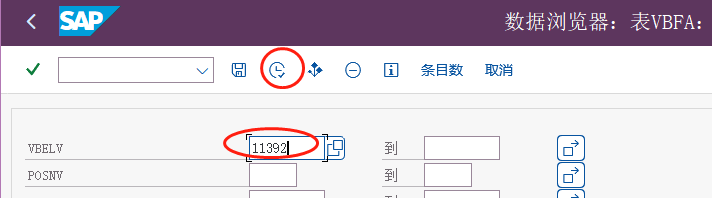 SAP 数据浏览器：表VBFA：
条目数 取消
VBELV 11392 到
POSNV 到